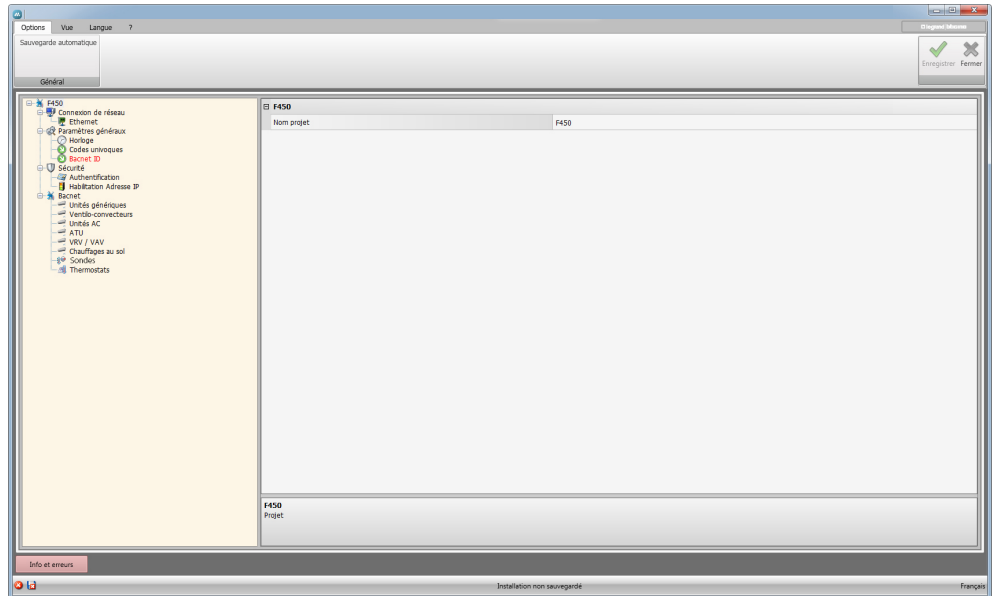 Options Vue Langue ?
Sauvegarde automatique
Enregistrer Fermer
Général
F450
Connexion de réseau
Ethernet
Paramètres généraux
Horloge
Codes univoques
Bacnet ID
Sécurité
Authentification
Habilitation Adresse IP
Bacnet
Unités génériques
Ventilo-convecteurs
Unités AC
ATU
VRV / VAV
Chauffages au sol
Sondes
Thermostats
F450
Nom projet F450
F450
Projet
Info et erreurs
Installation non sauvegardé Français